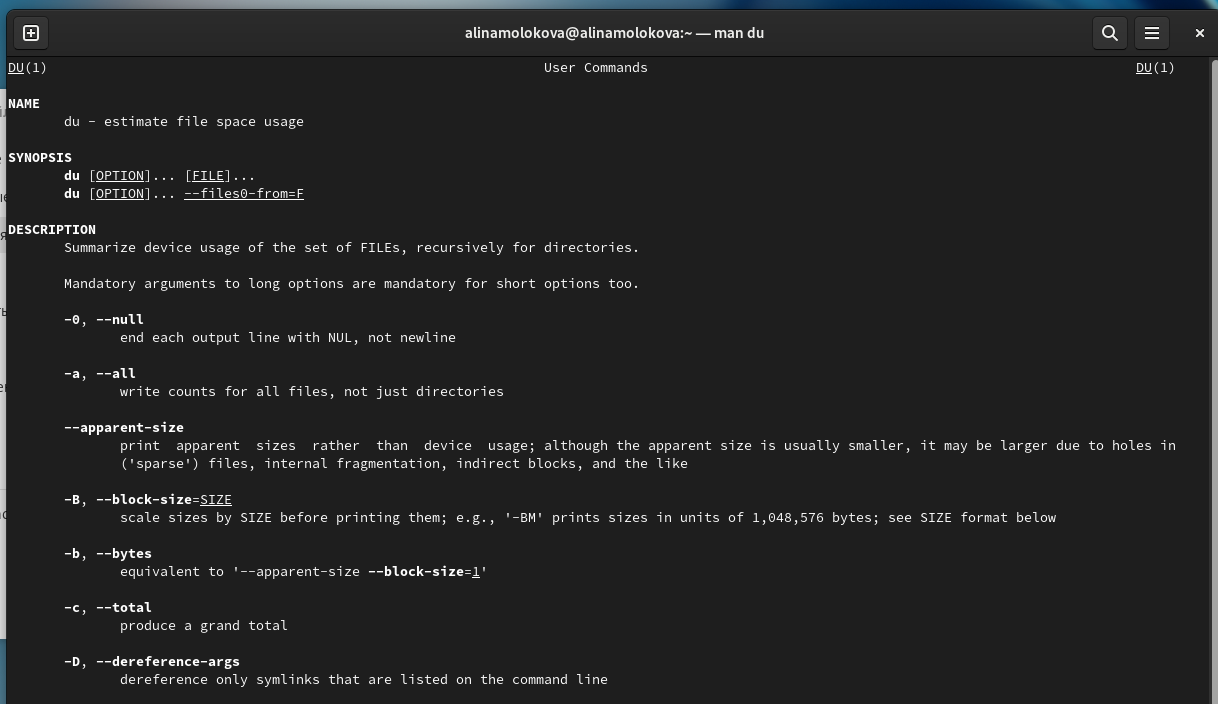 alinamolokova@alinamolokova:~ — man du
DU(1) User Commands DU(1)
NAME
du - estimate file space usage
SYNOPSIS
du [OPTION]... [FILE]...
du [OPTION]... --files0-from=F
DESCRIPTION
Summarize device usage of the set of FILEs, recursively for directories.
Mandatory arguments to long options are mandatory for short options too.
-0, --null
end each output line with NUL, not newline
-a, --all
write counts for all files, not just directories
--apparent-size
print apparent sizes rather than device usage; although the apparent size is usually smaller, it may be larger due to holes in
('sparse') files, internal fragmentation, indirect blocks, and the like
-B, --block-size=SIZE
scale sizes by SIZE before printing them; e.g., '-BM' prints sizes in units of 1,048,576 bytes; see SIZE format below
-b, --bytes
equivalent to '--apparent-size --block-size=1'
-c, --total
produce a grand total
-D, --dereference-args
dereference only symlinks that are listed on the command line